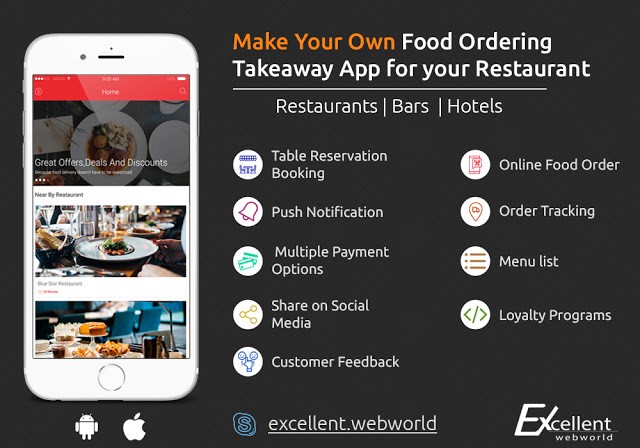 Make Your Own Food Ordering
Takeaway App for your Restaurant
Restaurants | Bars | Hotels
9:00 AM
Home
Great Offers,Deals And Discounts
Because food delivery doesn't have to be overpriced
Near By Restaurant
Blue Star Restaurant
Table Reservation
Booking
Push Notification
Multiple Payment
Options
Share on Social
Media
Customer Feedback
Online Food Order
Order Tracking
Menu list
Loyalty Programs
excellent.webworld
Excellent
webworld